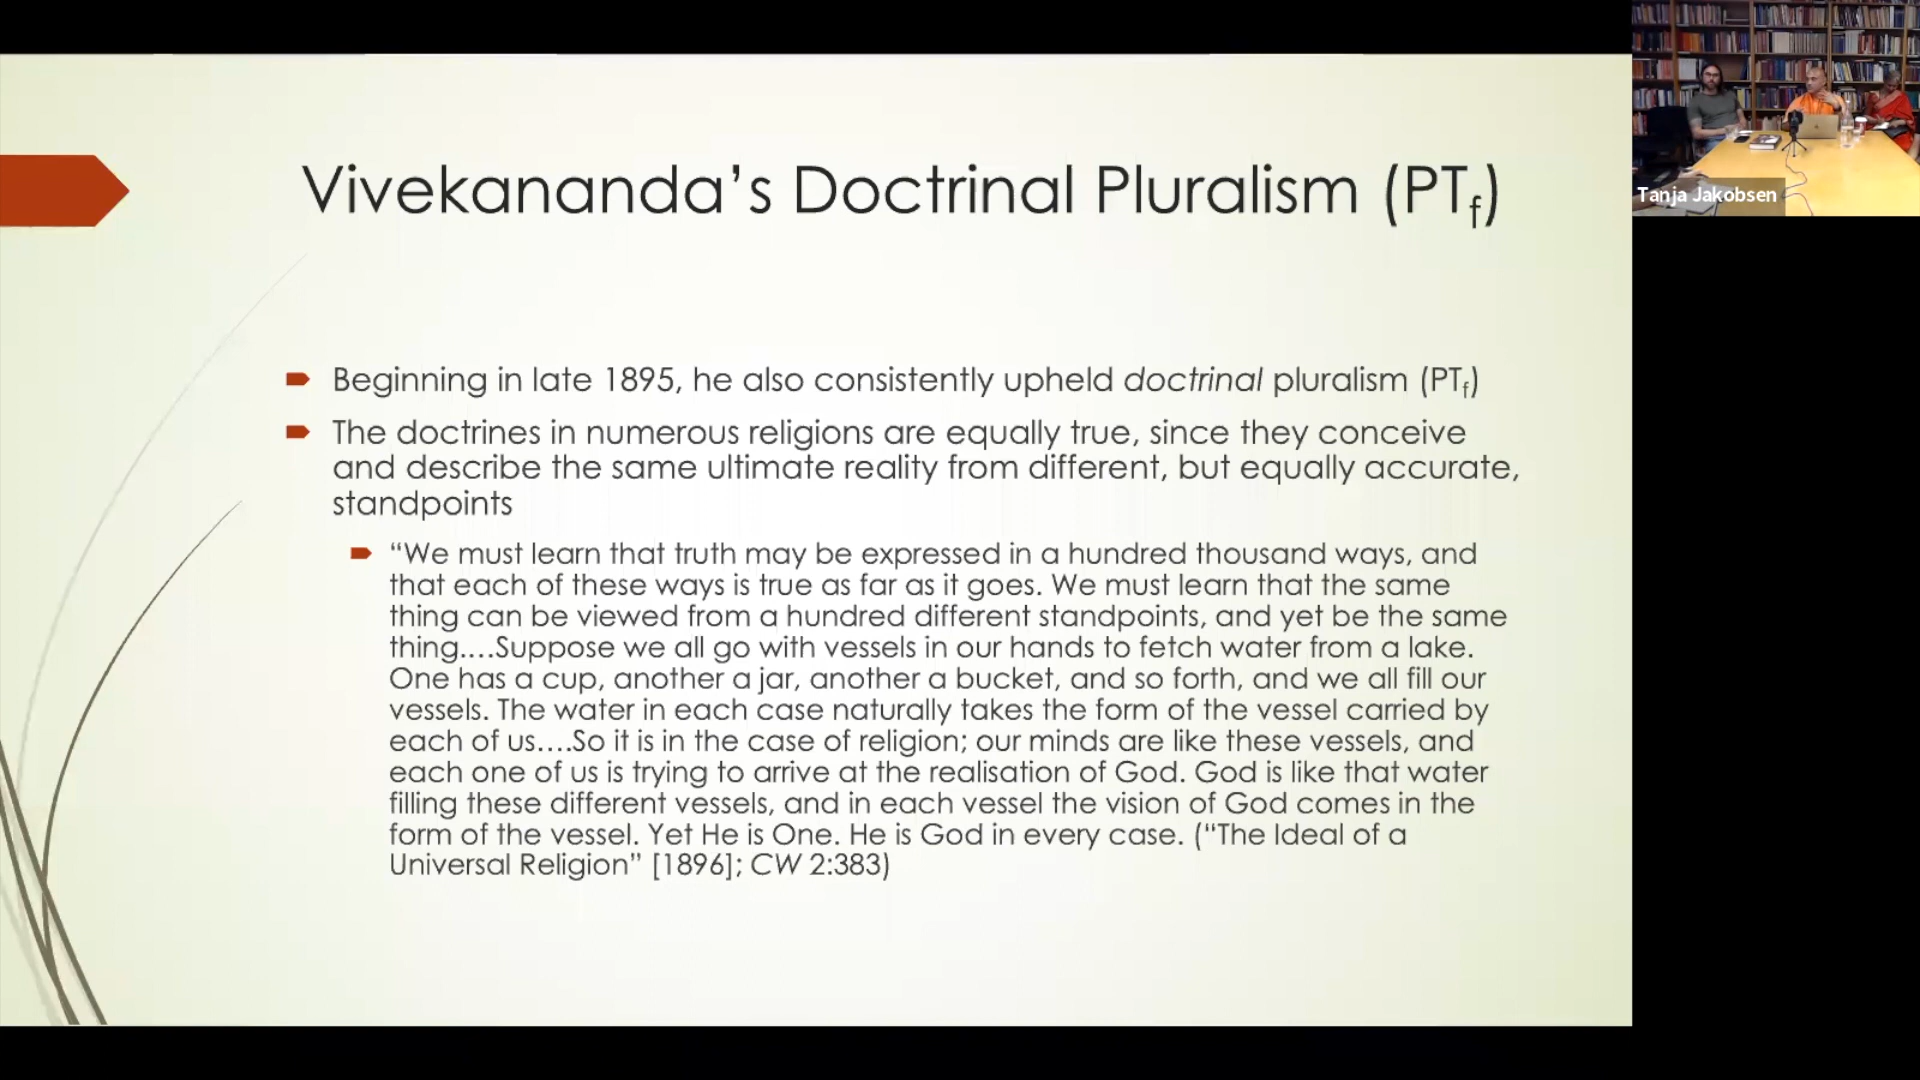 Vivekananda’s Doctrinal Pluralism (PTf)
Beginning in late 1895, he also consistently upheld doctrinal pluralism (PTf)
The doctrines in numerous religions are equally true, since they conceive
and describe the same ultimate reality from different, but equally accurate,
standpoints
“We must learn that truth may be expressed in a hundred thousand ways, and
that each of these ways is true as far as it goes. We must learn that the same
thing can be viewed from a hundred different standpoints, and yet be the same
thing....Suppose we all go with vessels in our hands to fetch water from a lake.
One has a cup, another a jar, another a bucket, and so forth, and we all fill our
vessels. The water in each case naturally takes the form of the vessel carried by
each of us....So it is in the case of religion; our minds are like these vessels, and
each one of us is trying to arrive at the realisation of God. God is like that water
filling these different vessels, and in each vessel the vision of God comes in the
form of the vessel. Yet He is One. He is God in every case. (“The Ideal of a
Universal Religion” [1896]; CW 2:383)
Tanja Jakobsen